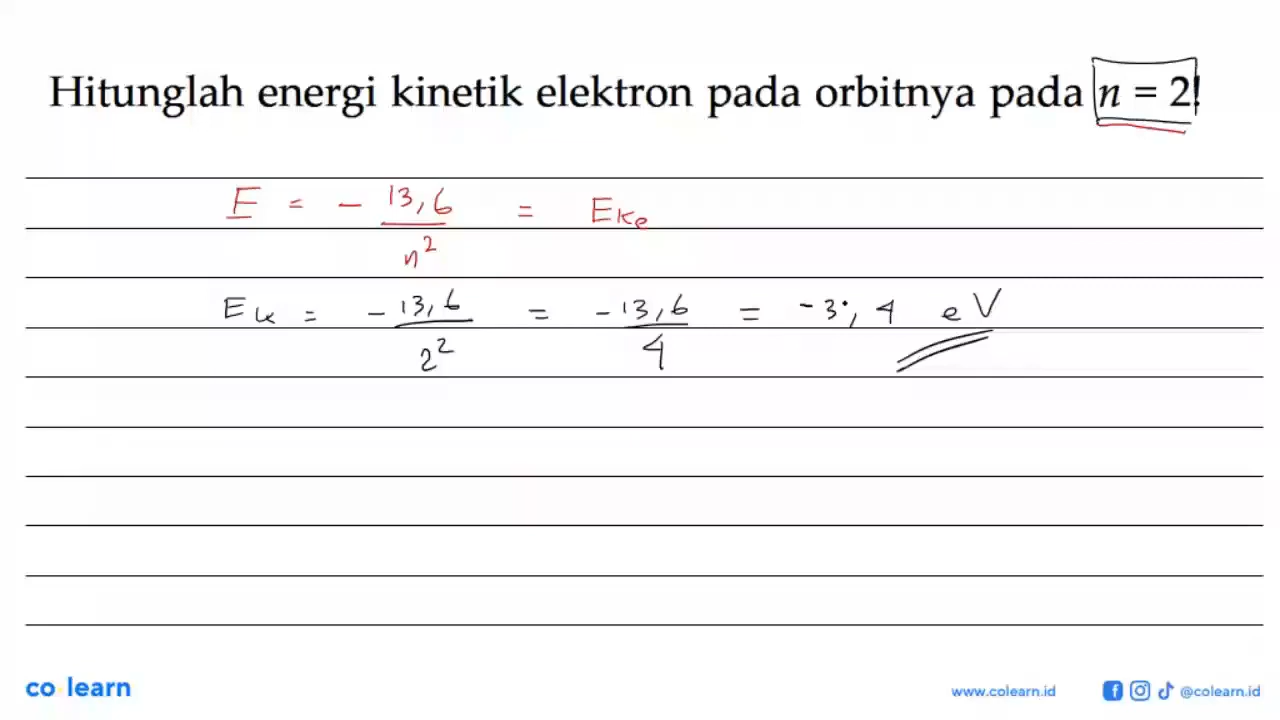 Hitunglah energi kinetik elektron pada orbitnya pada n = 2!
E = - 13,6 / n² = Eke
Ek = - 13,6 / 2² = - 13,6 / 4 = -3,4 eV
co learn
www.colearn.id @colearn.id